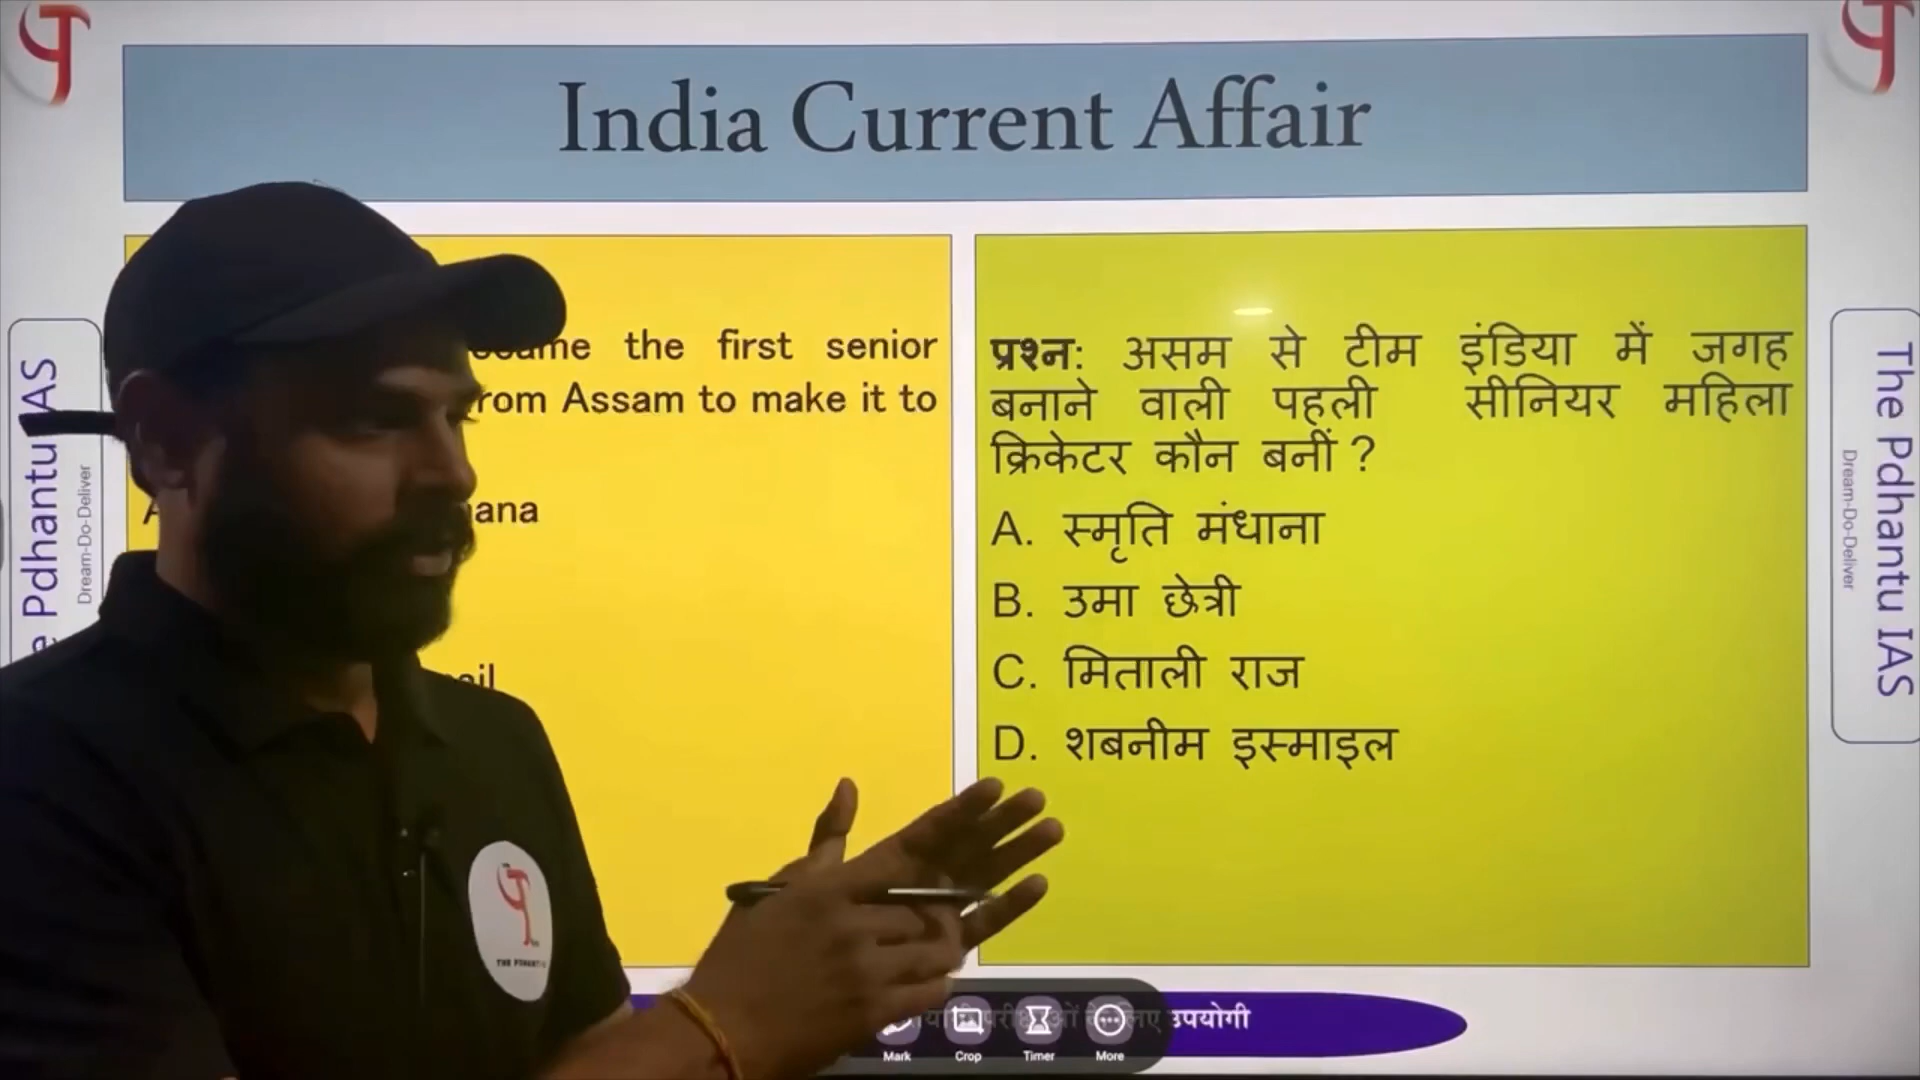 India Current Affair
the first senior
rom Assam to make it to
ana
प्रश्न: असम से टीम इंडिया में जगह
बनाने वाली पहली सीनियर महिला
क्रिकेटर कौन बनीं ?
A. स्मृति मंधाना
B. उमा छेत्री
C. मिताली राज
D. शबनीम इस्माइल
Pdhantu IAS
Dream-Do-Deliver
The Pdhantu IAS
Dream-Do-Deliver
उपयोगी
Mark
Crop
Timer
More